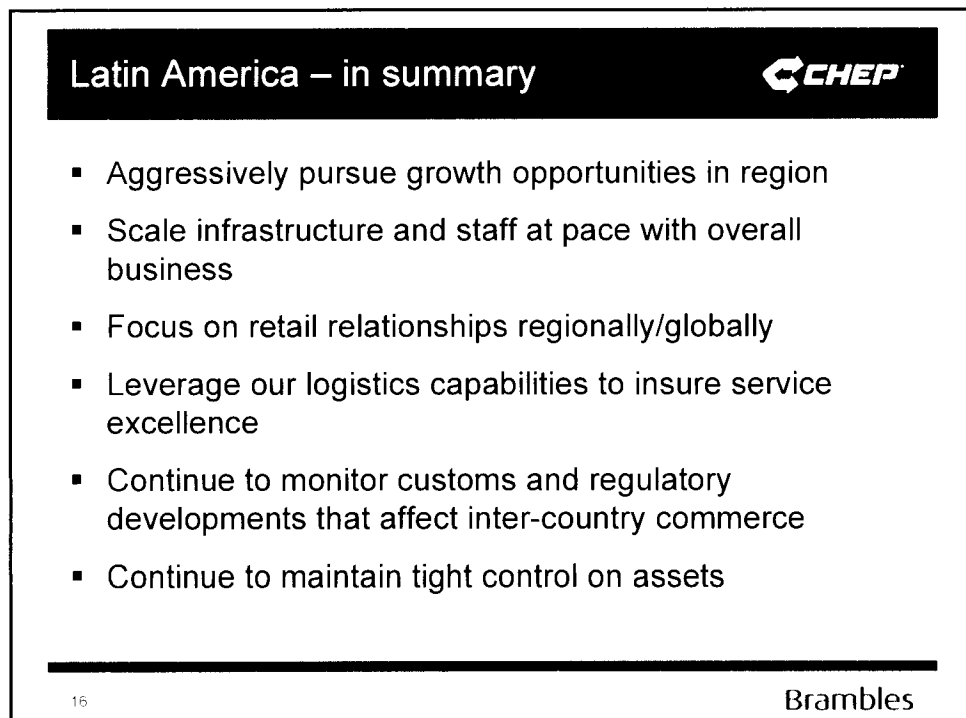 Latin America – in summary
CHEP
▪ Aggressively pursue growth opportunities in region
▪ Scale infrastructure and staff at pace with overall
business
▪ Focus on retail relationships regionally/globally
▪ Leverage our logistics capabilities to insure service
excellence
▪ Continue to monitor customs and regulatory
developments that affect inter-country commerce
▪ Continue to maintain tight control on assets
16
Brambles